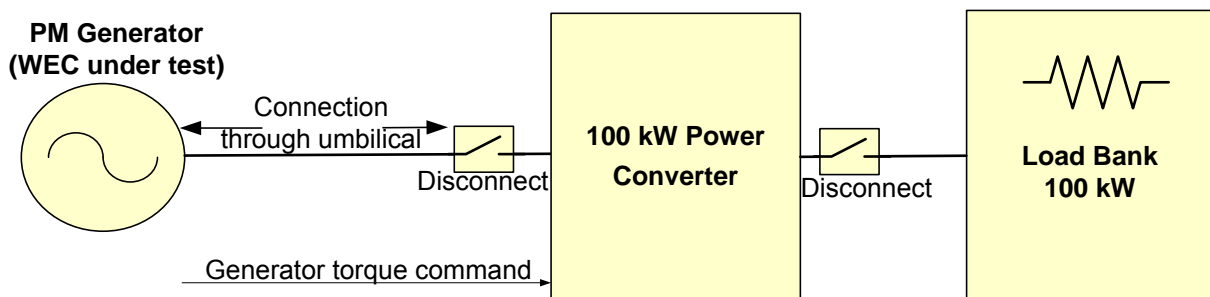 PM Generator
(WEC under test)
Connection
through umbilical
Disconnect
Generator torque command
100 kW Power
Converter
Disconnect
Load Bank
100 kW